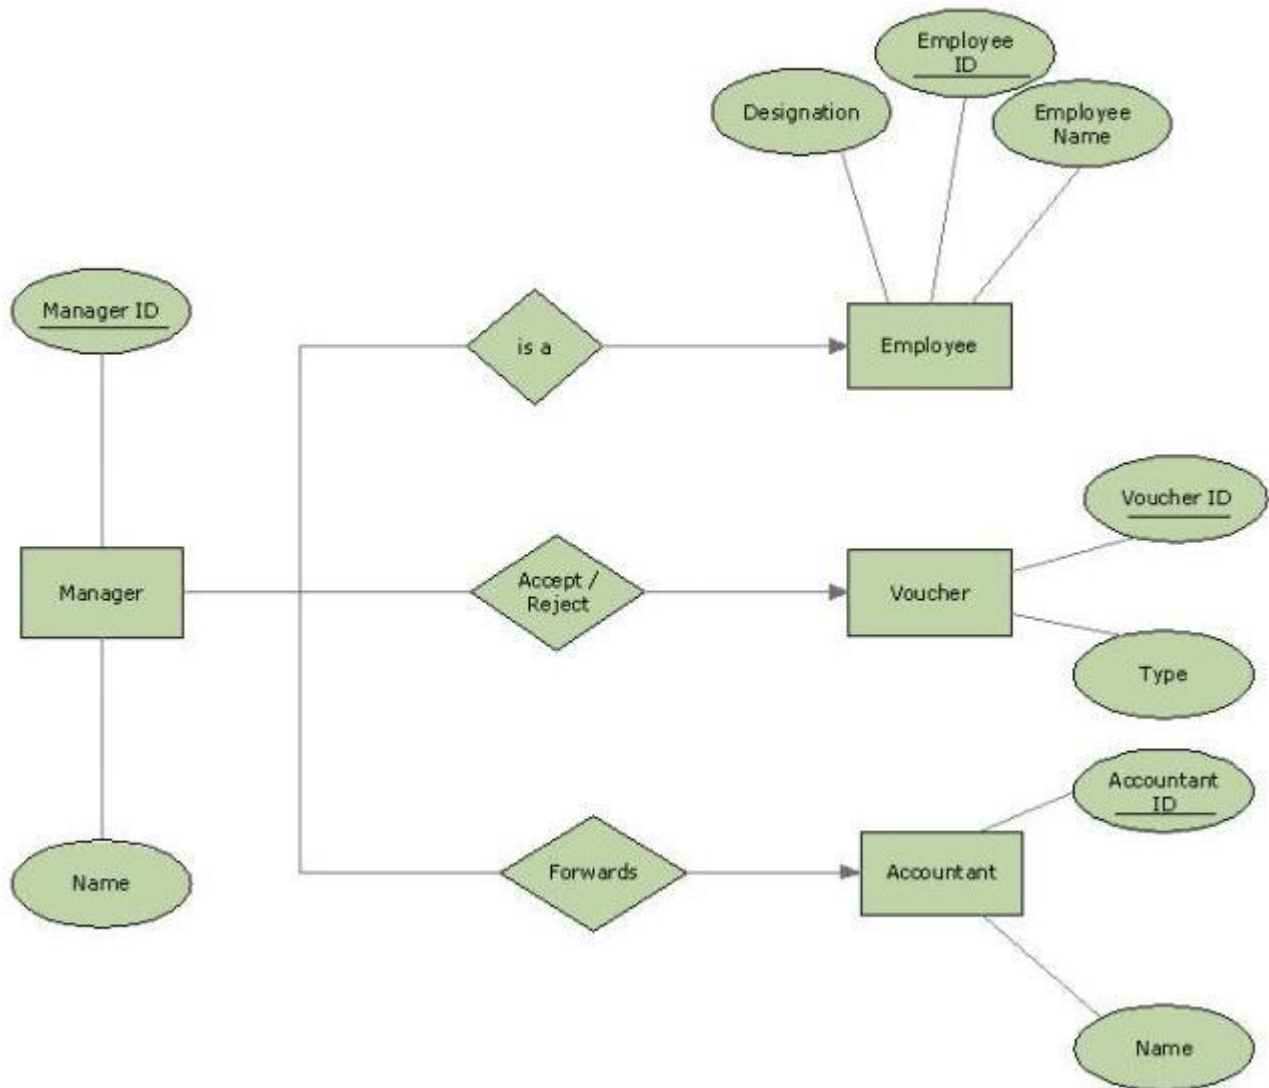 Employee
ID
Designation
Employee
Name
Manager ID
is a
Employee
Voucher ID
Manager
Accept /
Reject
Voucher
Type
Accountant
ID
Name
Forwards
Accountant
Name